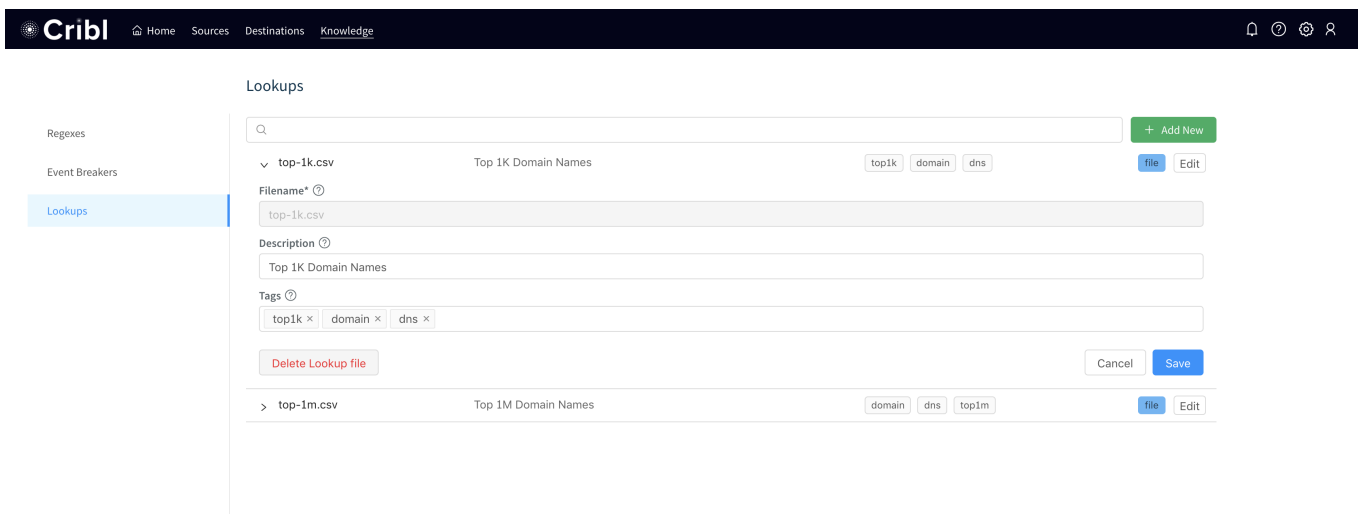 Cribl Home Sources Destinations Knowledge
Lookups
Regexes
Event Breakers
Lookups
+ Add New
top-1k.csv Top 1K Domain Names top1k domain dns file Edit
Filename* ?
top-1k.csv
Description ?
Top 1K Domain Names
Tags ?
top1k × domain × dns ×
Delete Lookup file Cancel Save
top-1m.csv Top 1M Domain Names domain dns top1m file Edit